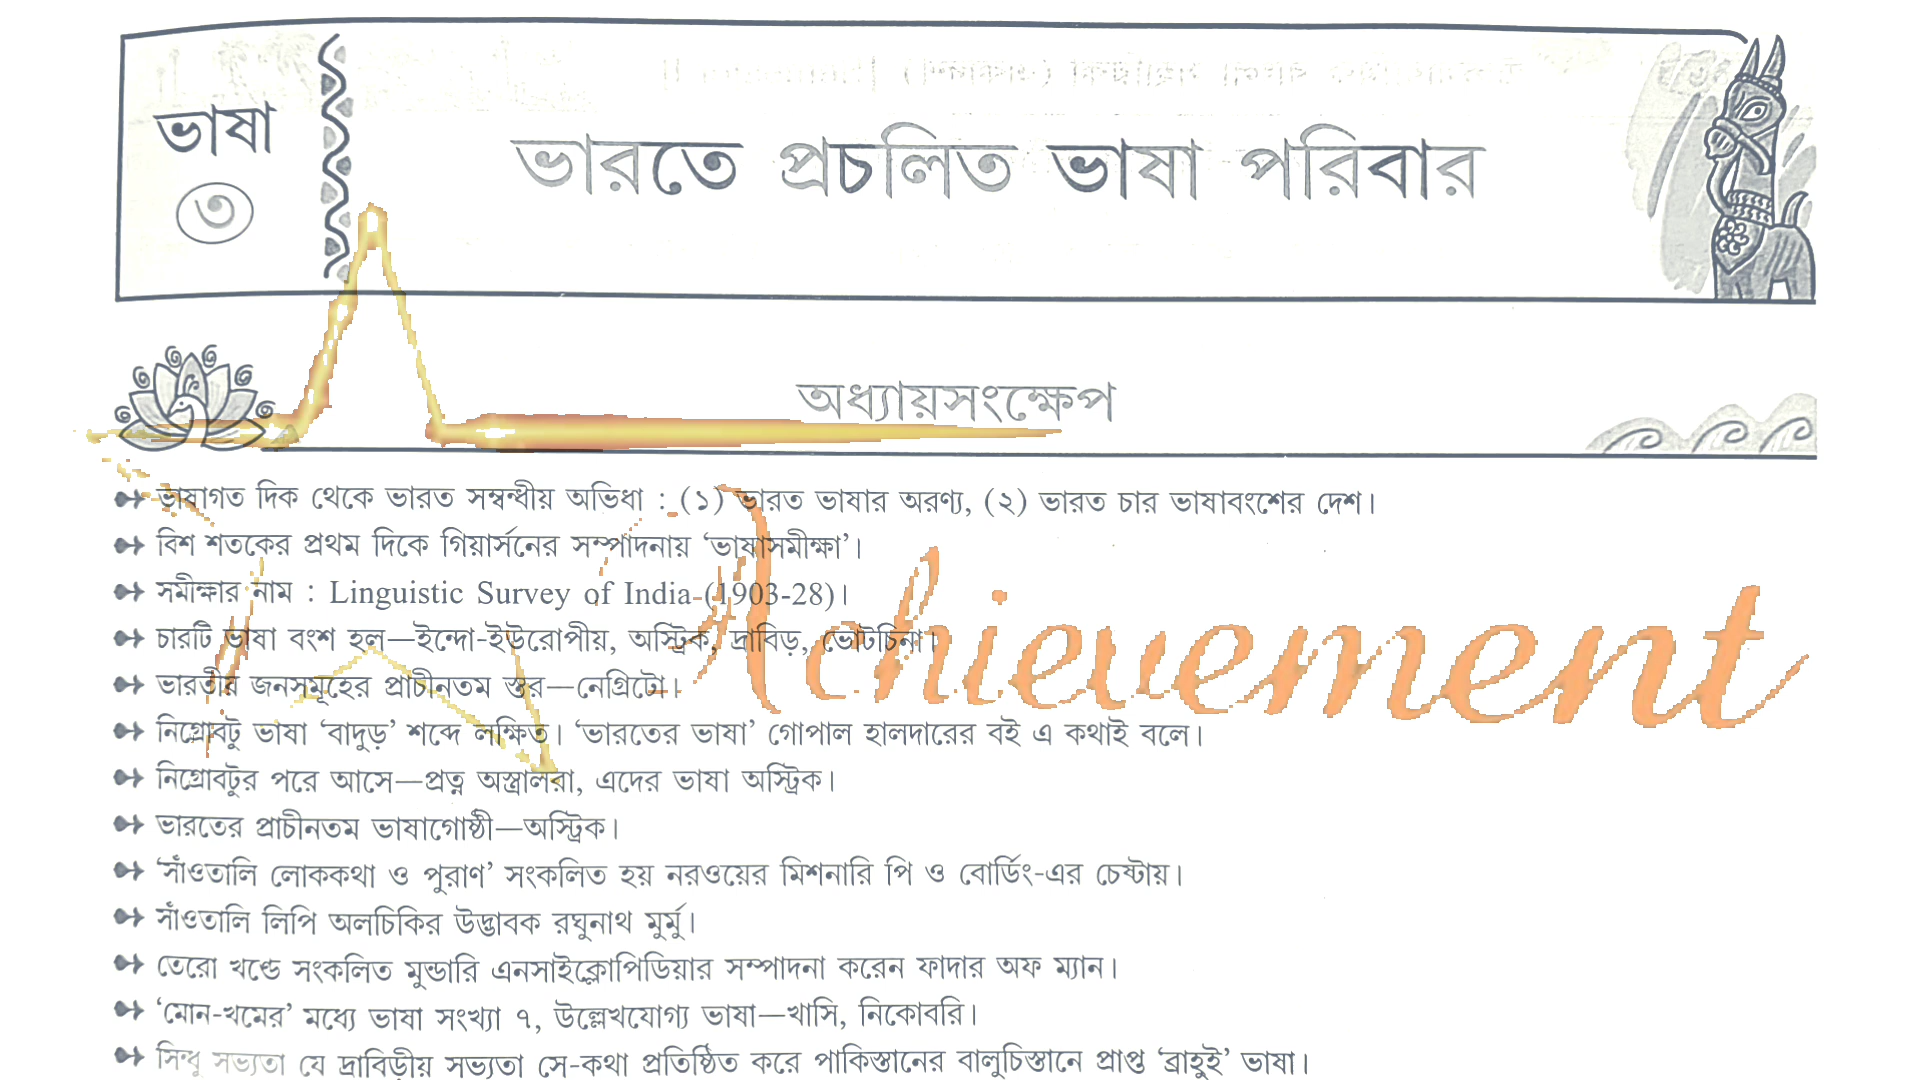 ভাষা
৩
ভারতে প্রচলিত ভাষা পরিবার
অধ্যায়সংক্ষেপ
ভাষাগত দিক থেকে ভারত সম্বন্ধীয় অভিধা : (১) ভারত ভাষার অরণ্য, (২) ভারত চার ভাষাবংশের দেশ।
বিশ শতকের প্রথম দিকে গিয়ার্সনের সম্পাদনায় ‘ভাষাসমীক্ষা’।
সমীক্ষার নাম : Linguistic Survey of India-(1903-28)।
চারটি ভাষা বংশ হল—ইন্দো-ইউরোপীয়, অস্ট্রিক, দ্রাবিড়, ভোটচিনা।
ভারতীয় জনসমূহের প্রাচীনতম স্তর—নেগ্রিটো।
Achievement
নিগ্রোবটু ভাষা ‘বাদুড়’ শব্দে লক্ষিত। ‘ভারতের ভাষা’ গোপাল হালদারের বই এ কথাই বলে।
নিগ্রোবটুর পরে আসে—প্রত্ন অস্ত্রালরা, এদের ভাষা অস্ট্রিক।
ভারতের প্রাচীনতম ভাষাগোষ্ঠী—অস্ট্রিক।
‘সাঁওতালি লোককথা ও পুরাণ’ সংকলিত হয় নরওয়ের মিশনারি পি ও বোর্ডিং-এর চেষ্টায়।
সাঁওতালি লিপি অলচিকির উদ্ভাবক রঘুনাথ মুর্মু।
তেরো খণ্ডে সংকলিত মুন্ডারি এনসাইক্লোপিডিয়ার সম্পাদনা করেন ফাদার অফ ম্যান।
‘মোন-খমের’ মধ্যে ভাষা সংখ্যা ৭, উল্লেখযোগ্য ভাষা—খাসি, নিকোবরি।
সিন্ধু সভ্যতা যে দ্রাবিড়ীয় সভ্যতা সে-কথা প্রতিষ্ঠিত করে পাকিস্তানের বালুচিস্তানে প্রাপ্ত ‘ব্রাহুই’ ভাষা।